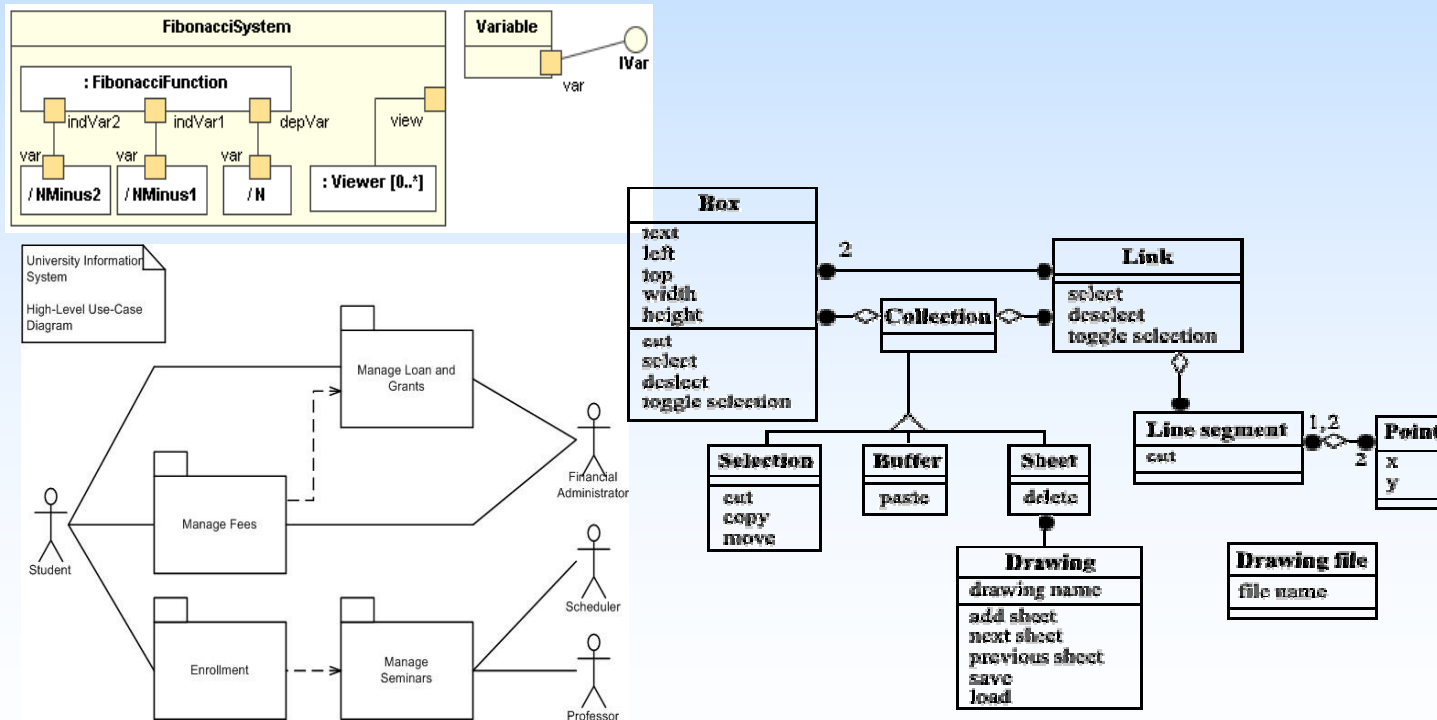 FibonacciSystem
: FibonacciFunction
indVar2
indVar1
depVar
view
var
var
var
/ NMinus2
/ NMinus1
/ N
: Viewer [0..*]
Variable
IVar
var
University Information
System
High-Level Use-Case
Diagram
Manage Loan and
Grants
Manage Fees
Enrollment
Manage
Seminars
Student
Financial
Administrator
Scheduler
Professor
Box
text
left
top
width
height
cut
select
deslect
toggle selection
2
Collection
Link
select
deselect
toggle selection
Line segment
cut
1,2
2
Point
x
y
Selection
cut
copy
move
Buffer
paste
Sheet
delete
Drawing
drawing name
add sheet
next sheet
previous sheet
save
load
Drawing file
file name